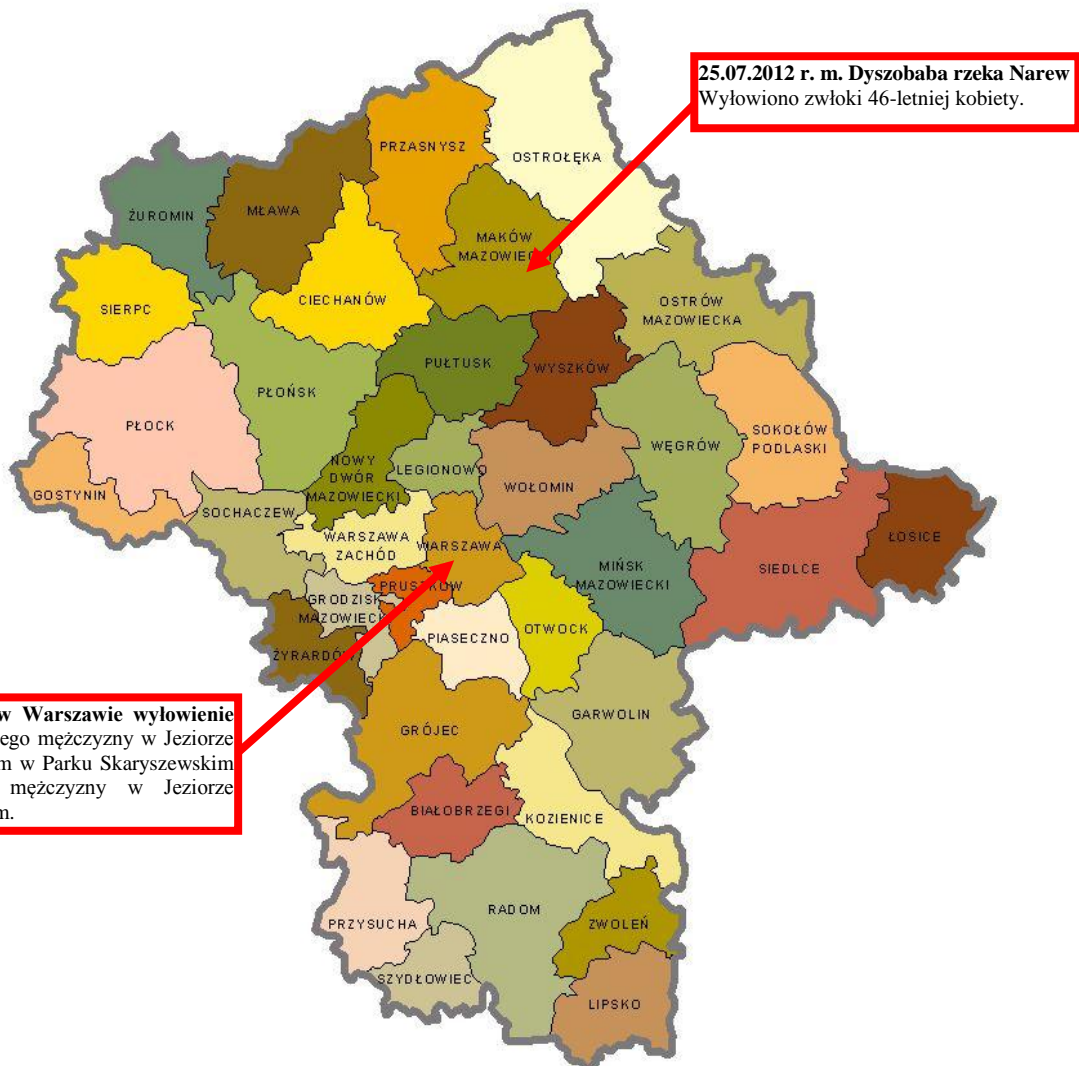 25.07.2012 r. m. Dyszobaba rzeka Narew
Wyłowiono zwłoki 46-letniej kobiety.
PRZASNYSZ
OSTROŁĘKA
ŻUROMIN
MŁAWA
MAKÓW
MAZOWIECKI
SIERPC
CIECHANÓW
OSTRÓW
MAZOWIECKA
PUŁTUSK
WYSZKÓW
PŁOŃSK
PŁOCK
SOKOŁÓW
PODLASKI
WĘGRÓW
NOWY
DWÓR
MAZOWIECKI
LEGIONOWO
WOŁOMIN
GOSTYNIN
SOCHACZEW
WARSZAWA
ZACHÓD
WARSZAWA
MIŃSK
MAZOWIECKI
SIEDLCE
ŁOSICE
PRUSZKÓW
GRODZISK
MAZOWIECKI
PIASECZNO
OTWOCK
ŻYRARDÓW
GARWOLIN
GRÓJEC
w Warszawie wyłowienie
ego mężczyzny w Jeziorze
m w Parku Skaryszewskim
mężczyzny w Jeziorze
m.
BIAŁOBRZEGI
KOZIENICE
RADOM
PRZYSUCHA
ZWOLEŃ
SZYDŁOWIEC
LIPSKO